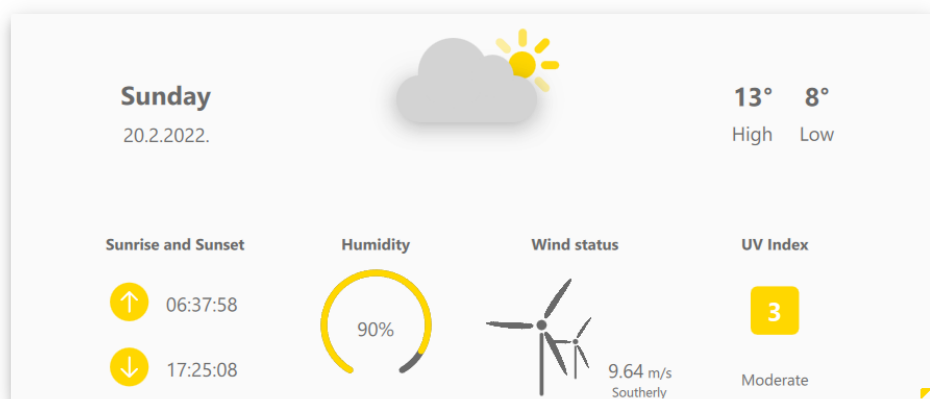 Sunday
20.2.2022.
13° 8°
High Low
Sunrise and Sunset
06:37:58
17:25:08
Humidity
90%
Wind status
9.64 m/s
Southerly
UV Index
3
Moderate